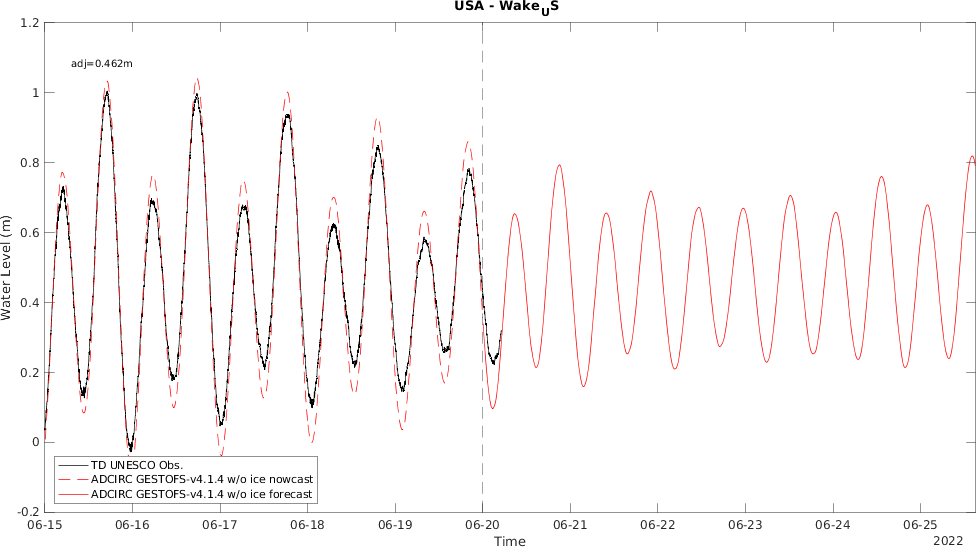 USA - Wake_US
1.2
adj=0.462m
1
0.8
0.6
0.4
0.2
0
-0.2
Water Level (m)
TD UNESCO Obs.
ADCIRC GESTOFS-v4.1.4 w/o ice nowcast
ADCIRC GESTOFS-v4.1.4 w/o ice forecast
06-15 06-16 06-17 06-18 06-19 06-20 06-21 06-22 06-23 06-24 06-25
Time
2022